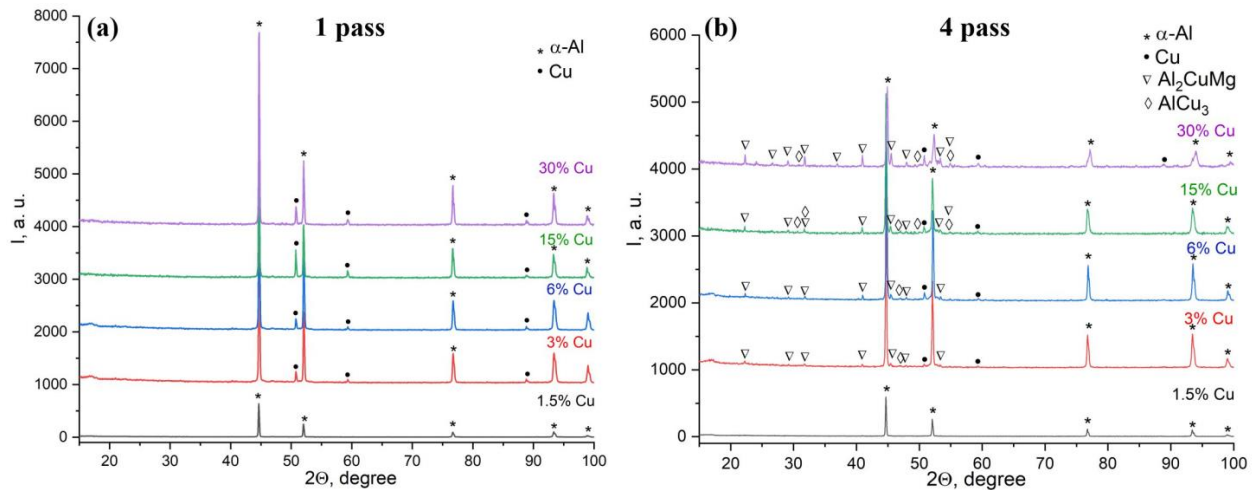 (a)
1 pass
* α-Al
• Cu
30% Cu
15% Cu
6% Cu
3% Cu
1.5% Cu
I, a. u.
8000
7000
6000
5000
4000
3000
2000
1000
0
20 30 40 50 60 70 80 90 100
2Θ, degree
(b)
4 pass
* α-Al
• Cu
▽ Al₂CuMg
◇ AlCu₃
30% Cu
15% Cu
6% Cu
3% Cu
1.5% Cu
I, a. u.
6000
5000
4000
3000
2000
1000
0
20 30 40 50 60 70 80 90 100
2Θ, degree